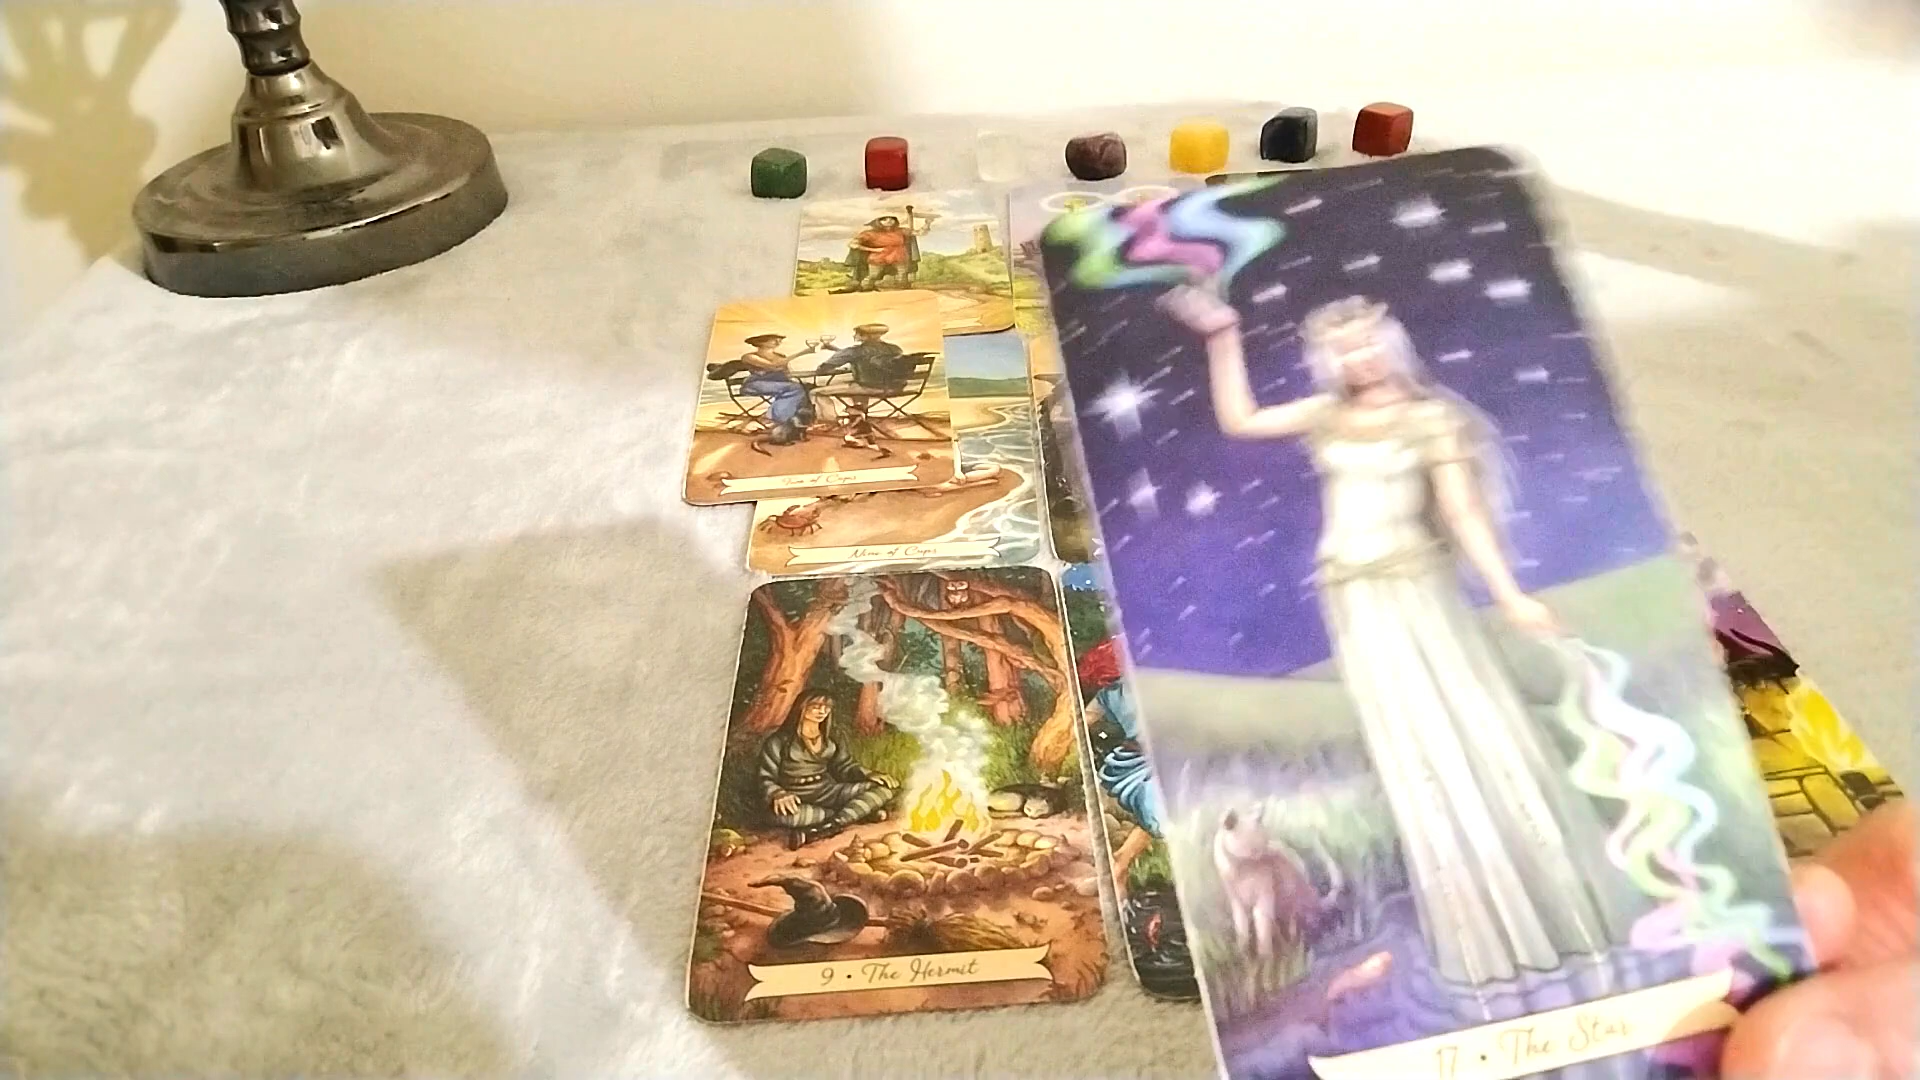 Two of Cups
Nine of Cups
9 • The Hermit
17 • The Star